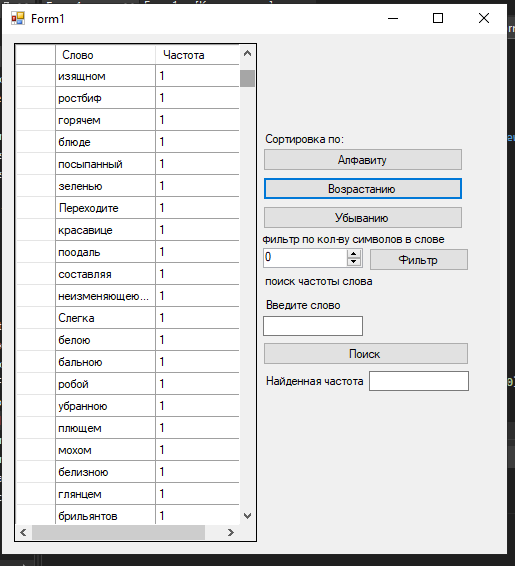 Form1
Слово Частота
изящном 1
ростбиф 1
горячем 1
блюде 1
посыпанный 1
зеленью 1
Переходите 1
красавице 1
поодаль 1
составляя 1
неизменяющею... 1
Слегка 1
белою 1
бальною 1
робой 1
убранною 1
плющем 1
мохом 1
белизною 1
глянцем 1
брильянтов 1
Сортировка по:
Алфавиту
Возрастанию
Убыванию
фильтр по кол-ву символов в слове
0 Фильтр
поиск частоты слова
Введите слово
Поиск
Найденная частота